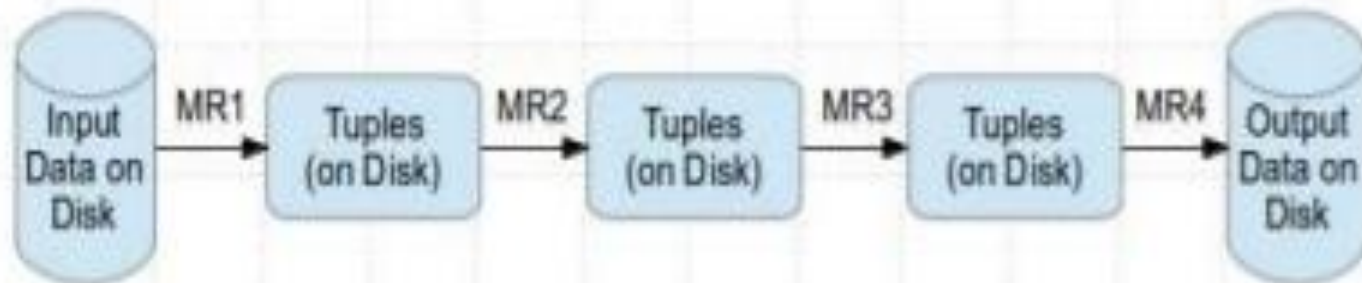 Input
Data on
Disk
MR1
Tuples
(on Disk)
MR2
Tuples
(on Disk)
MR3
Tuples
(on Disk)
MR4
Output
Data on
Disk